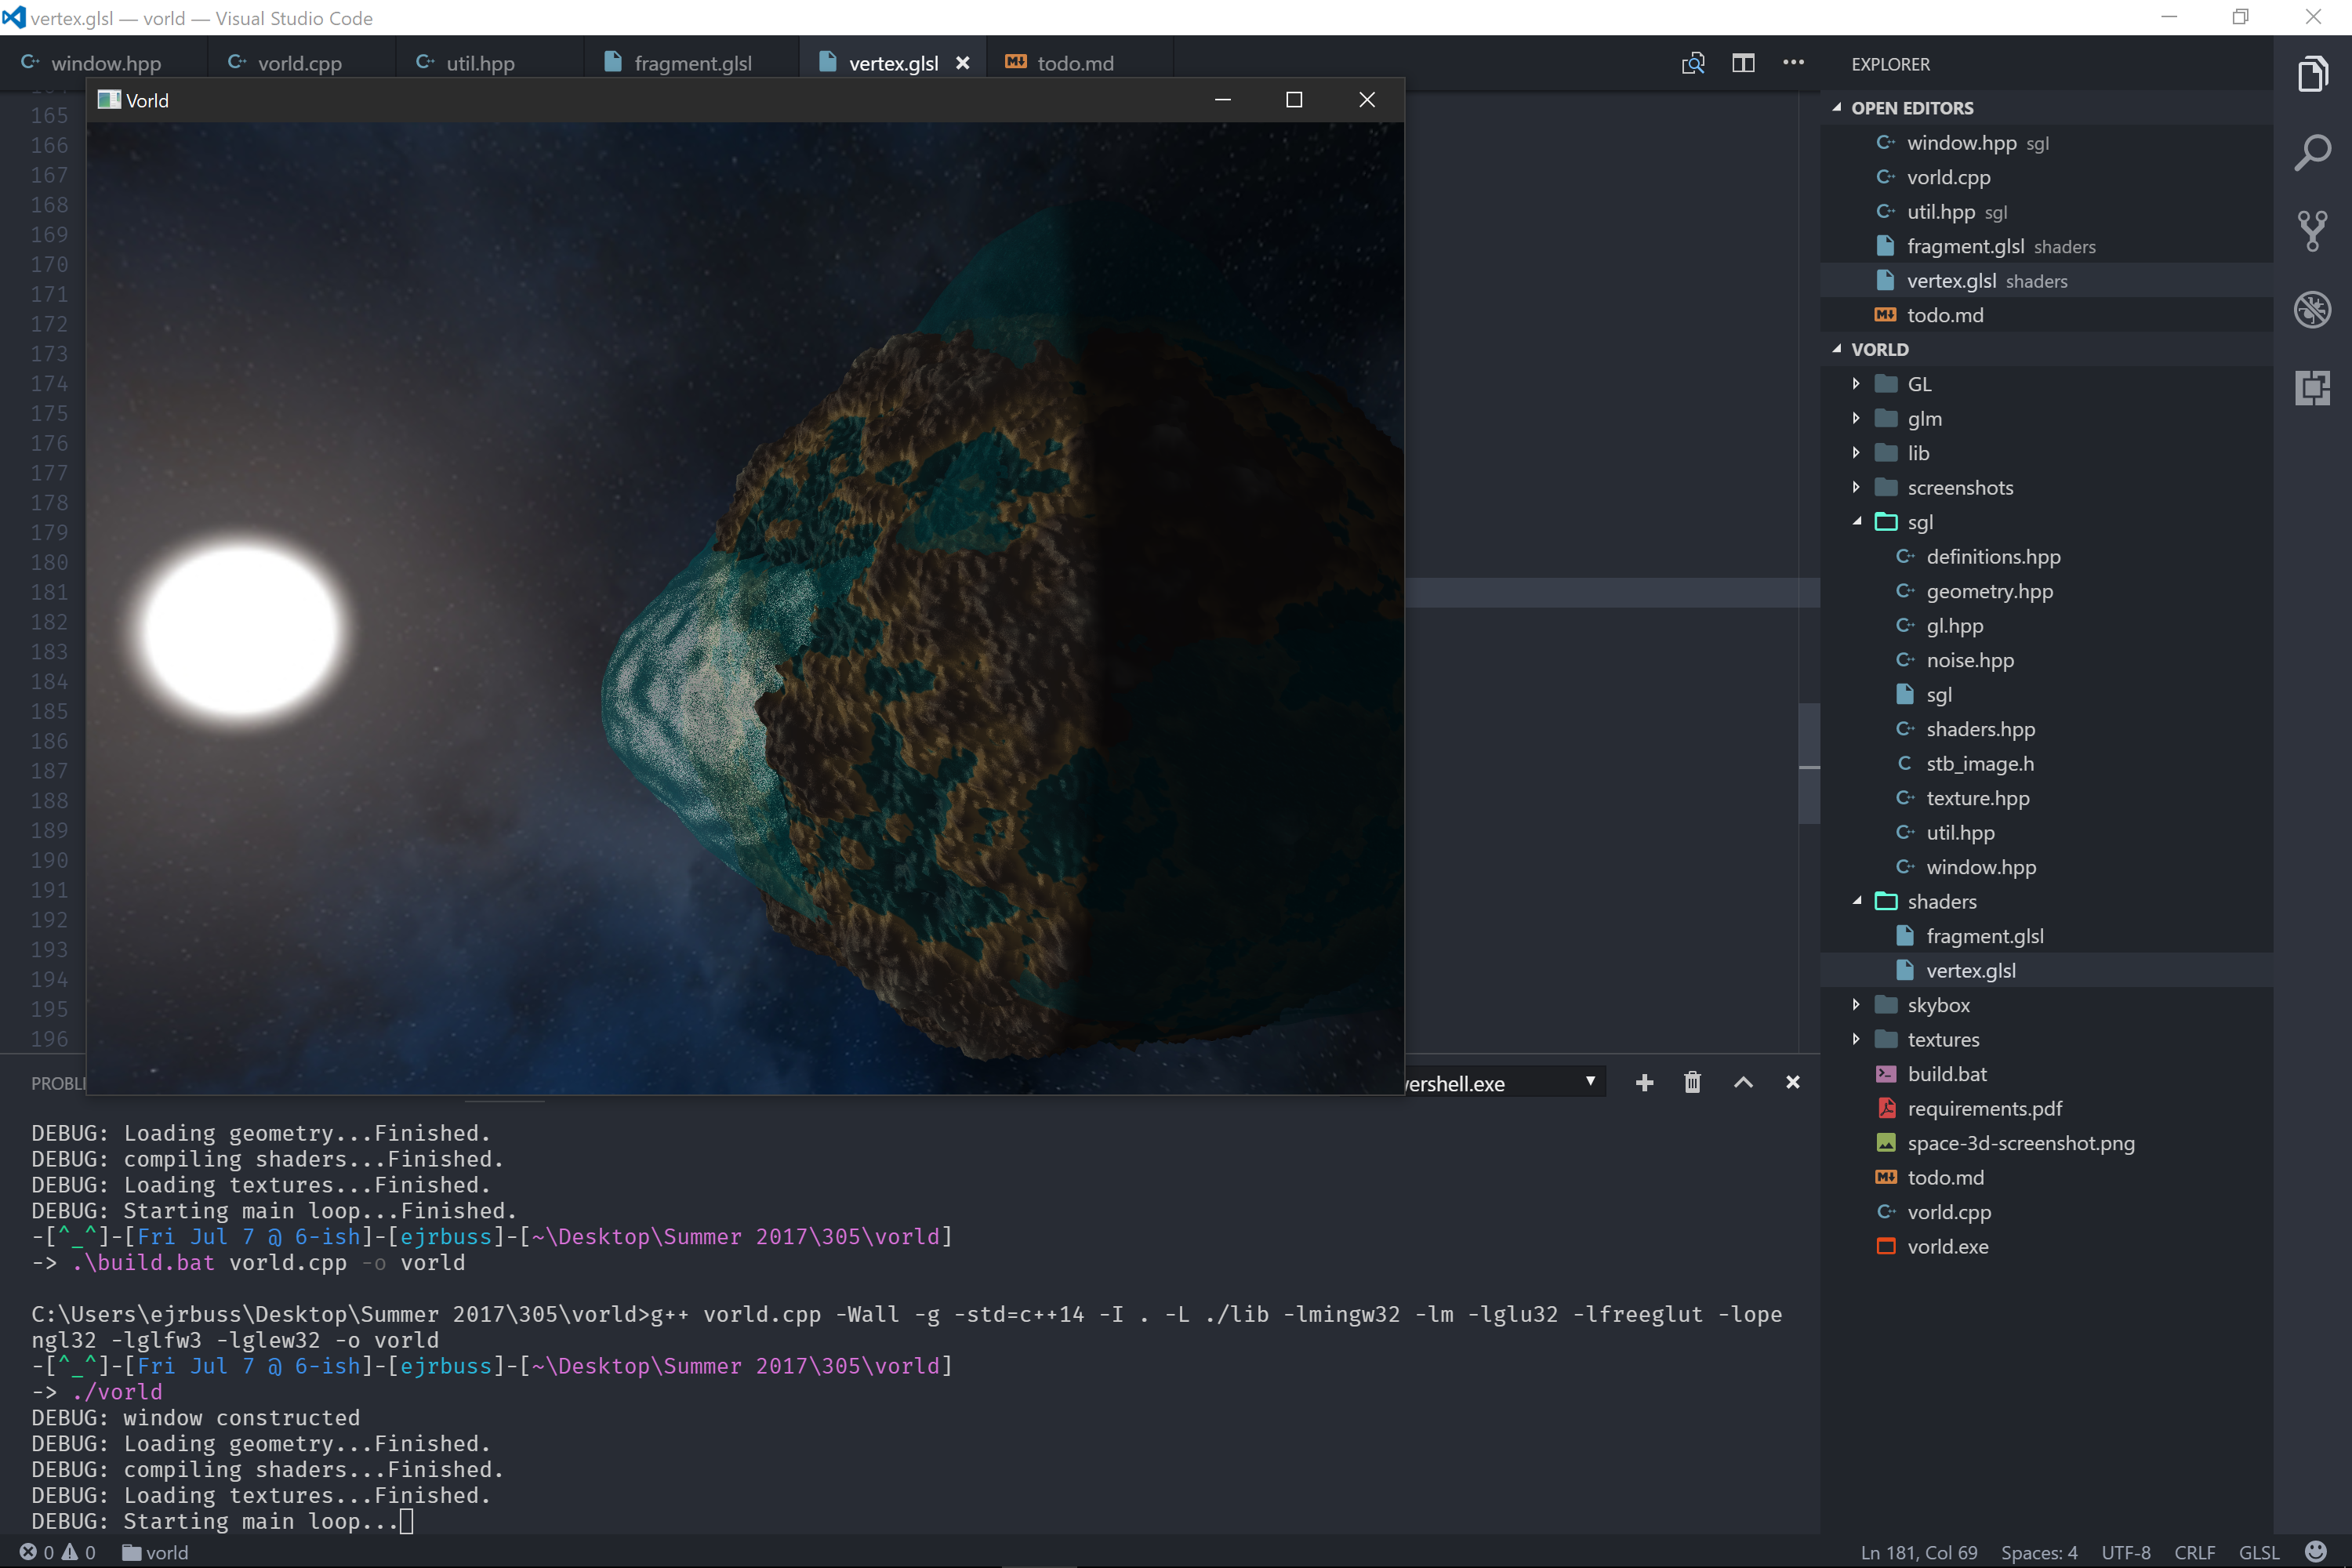 vertex.glsl — vorld — Visual Studio Code
window.hpp vorld.cpp util.hpp fragment.glsl vertex.glsl todo.md
EXPLORER
Vorld
165
166
167
168
169
170
171
172
173
174
175
176
177
178
179
180
181
182
183
184
185
186
187
188
189
190
191
192
193
194
195
196
OPEN EDITORS
window.hpp sgl
vorld.cpp
util.hpp sgl
fragment.glsl shaders
vertex.glsl shaders
todo.md
VORLD
GL
glm
lib
screenshots
sgl
definitions.hpp
geometry.hpp
gl.hpp
noise.hpp
sgl
shaders.hpp
stb_image.h
texture.hpp
util.hpp
window.hpp
shaders
fragment.glsl
vertex.glsl
skybox
textures
build.bat
requirements.pdf
space-3d-screenshot.png
todo.md
vorld.cpp
vorld.exe
PROBL
ershell.exe
DEBUG: Loading geometry...Finished.
DEBUG: compiling shaders...Finished.
DEBUG: Loading textures...Finished.
DEBUG: Starting main loop...Finished.
-[^_^]-[Fri Jul 7 @ 6-ish]-[ejrbuss]-[~\Desktop\Summer 2017\305\vorld]
-> .\build.bat vorld.cpp -o vorld
C:\Users\ejrbuss\Desktop\Summer 2017\305\vorld>g++ vorld.cpp -Wall -g -std=c++14 -I . -L ./lib -lmingw32 -lm -lglu32 -lfreeglut -lope
ngl32 -lglfw3 -lglew32 -o vorld
-[^_^]-[Fri Jul 7 @ 6-ish]-[ejrbuss]-[~\Desktop\Summer 2017\305\vorld]
-> ./vorld
DEBUG: window constructed
DEBUG: Loading geometry...Finished.
DEBUG: compiling shaders...Finished.
DEBUG: Loading textures...Finished.
DEBUG: Starting main loop...
0 0 vorld
Ln 181, Col 69 Spaces: 4 UTF-8 CRLF GLSL